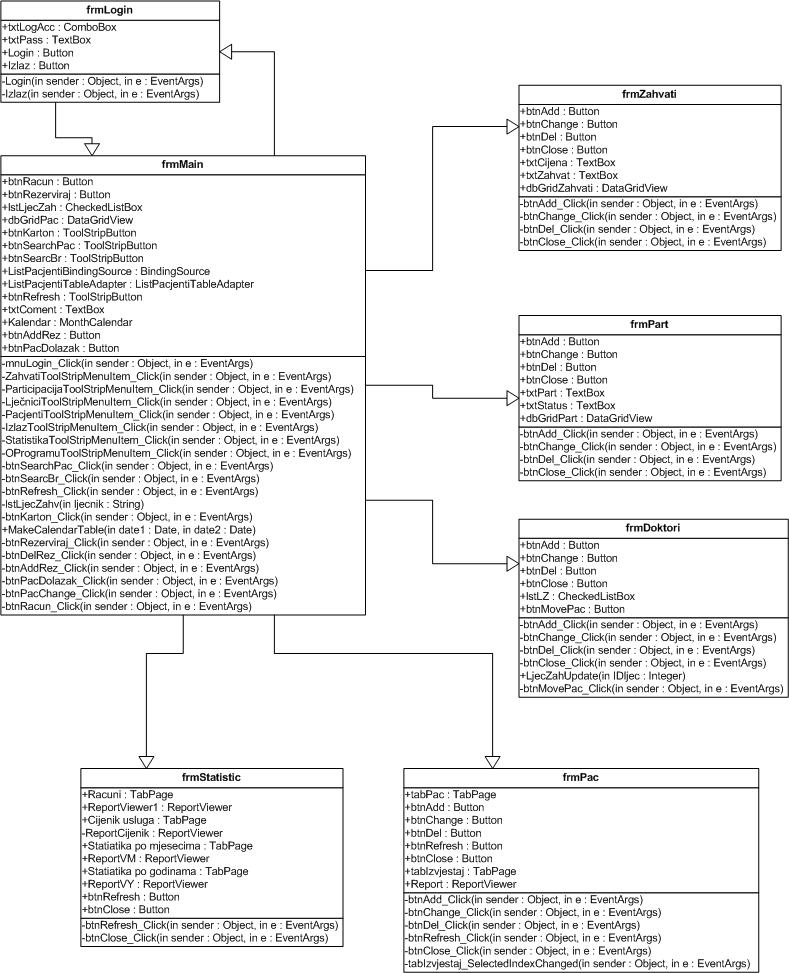 frmLogin
+txtLogAcc : ComboBox
+txtPass : TextBox
+Login : Button
+Izlaz : Button
-Login(in sender : Object, in e : EventArgs)
-Izlaz(in sender : Object, in e : EventArgs)
frmMain
+btnRacun : Button
+btnRezerviraj : Button
+lstLjecZah : CheckedListBox
+dbGridPac : DataGridView
+btnKarton : ToolStripButton
+btnSearchPac : ToolStripButton
+btnSearcBr : ToolStripButton
+ListPacjentiBindingSource : BindingSource
+ListPacjentiTableAdapter : ListPacjentiTableAdapter
+btnRefresh : ToolStripButton
+txtComent : TextBox
+Kalendar : MonthCalendar
+btnAddRez : Button
+btnPacDolazak : Button
-mnuLogin_Click(in sender : Object, in e : EventArgs)
-ZahvatiToolStripMenuItem_Click(in sender : Object, in e : EventArgs)
-ParticipacijaToolStripMenuItem_Click(in sender : Object, in e : EventArgs)
-LječniciToolStripMenuItem_Click(in sender : Object, in e : EventArgs)
-PacjentiToolStripMenuItem_Click(in sender : Object, in e : EventArgs)
-IzlazToolStripMenuItem_Click(in sender : Object, in e : EventArgs)
-StatistikaToolStripMenuItem_Click(in sender : Object, in e : EventArgs)
-OProgramuToolStripMenuItem_Click(in sender : Object, in e : EventArgs)
-btnSearchPac_Click(in sender : Object, in e : EventArgs)
-btnSearcBr_Click(in sender : Object, in e : EventArgs)
-btnRefresh_Click(in sender : Object, in e : EventArgs)
-lstLjecZahv(in ljecnik : String)
-btnKarton_Click(in sender : Object, in e : EventArgs)
+MakeCalendarTable(in date1 : Date, in date2 : Date)
-btnRezerviraj_Click(in sender : Object, in e : EventArgs)
-btnDelRez_Click(in sender : Object, in e : EventArgs)
-btnAddRez_Click(in sender : Object, in e : EventArgs)
-btnPacDolazak_Click(in sender : Object, in e : EventArgs)
-btnPacChange_Click(in sender : Object, in e : EventArgs)
-btnRacun_Click(in sender : Object, in e : EventArgs)
frmZahvati
+btnAdd : Button
+btnChange : Button
+btnDel : Button
+btnClose : Button
+txtCijena : TextBox
+txtZahvat : TextBox
+dbGridZahvati : DataGridView
-btnAdd_Click(in sender : Object, in e : EventArgs)
-btnChange_Click(in sender : Object, in e : EventArgs)
-btnDel_Click(in sender : Object, in e : EventArgs)
-btnClose_Click(in sender : Object, in e : EventArgs)
frmPart
+btnAdd : Button
+btnChange : Button
+btnDel : Button
+btnClose : Button
+txtPart : TextBox
+txtStatus : TextBox
+dbGridPart : DataGridView
-btnAdd_Click(in sender : Object, in e : EventArgs)
-btnChange_Click(in sender : Object, in e : EventArgs)
-btnDel_Click(in sender : Object, in e : EventArgs)
-btnClose_Click(in sender : Object, in e : EventArgs)
frmDoktori
+btnAdd : Button
+btnChange : Button
+btnDel : Button
+btnClose : Button
+lstLZ : CheckedListBox
+btnMovePac : Button
-btnAdd_Click(in sender : Object, in e : EventArgs)
-btnChange_Click(in sender : Object, in e : EventArgs)
-btnDel_Click(in sender : Object, in e : EventArgs)
-btnClose_Click(in sender : Object, in e : EventArgs)
+LjecZahUpdate(in IDljec : Integer)
-btnMovePac_Click(in sender : Object, in e : EventArgs)
frmStatistic
+Racuni : TabPage
+ReportViewer1 : ReportViewer
+Cijenik usluga : TabPage
-ReportCijenik : ReportViewer
+Statiatika po mjesecima : TabPage
+ReportVM : ReportViewer
+Statiatika po godinama : TabPage
+ReportVY : ReportViewer
+btnRefresh : Button
+btnClose : Button
-btnRefresh_Click(in sender : Object, in e : EventArgs)
-btnClose_Click(in sender : Object, in e : EventArgs)
frmPac
+tabPac : TabPage
+btnAdd : Button
+btnChange : Button
+btnDel : Button
+btnRefresh : Button
+btnClose : Button
+tabIzvjestaj : TabPage
+Report : ReportViewer
-btnAdd_Click(in sender : Object, in e : EventArgs)
-btnChange_Click(in sender : Object, in e : EventArgs)
-btnDel_Click(in sender : Object, in e : EventArgs)
-btnRefresh_Click(in sender : Object, in e : EventArgs)
-btnClose_Click(in sender : Object, in e : EventArgs)
-tabIzvjestaj_SelectedIndexChanged(in sender : Object, in e : EventArgs)